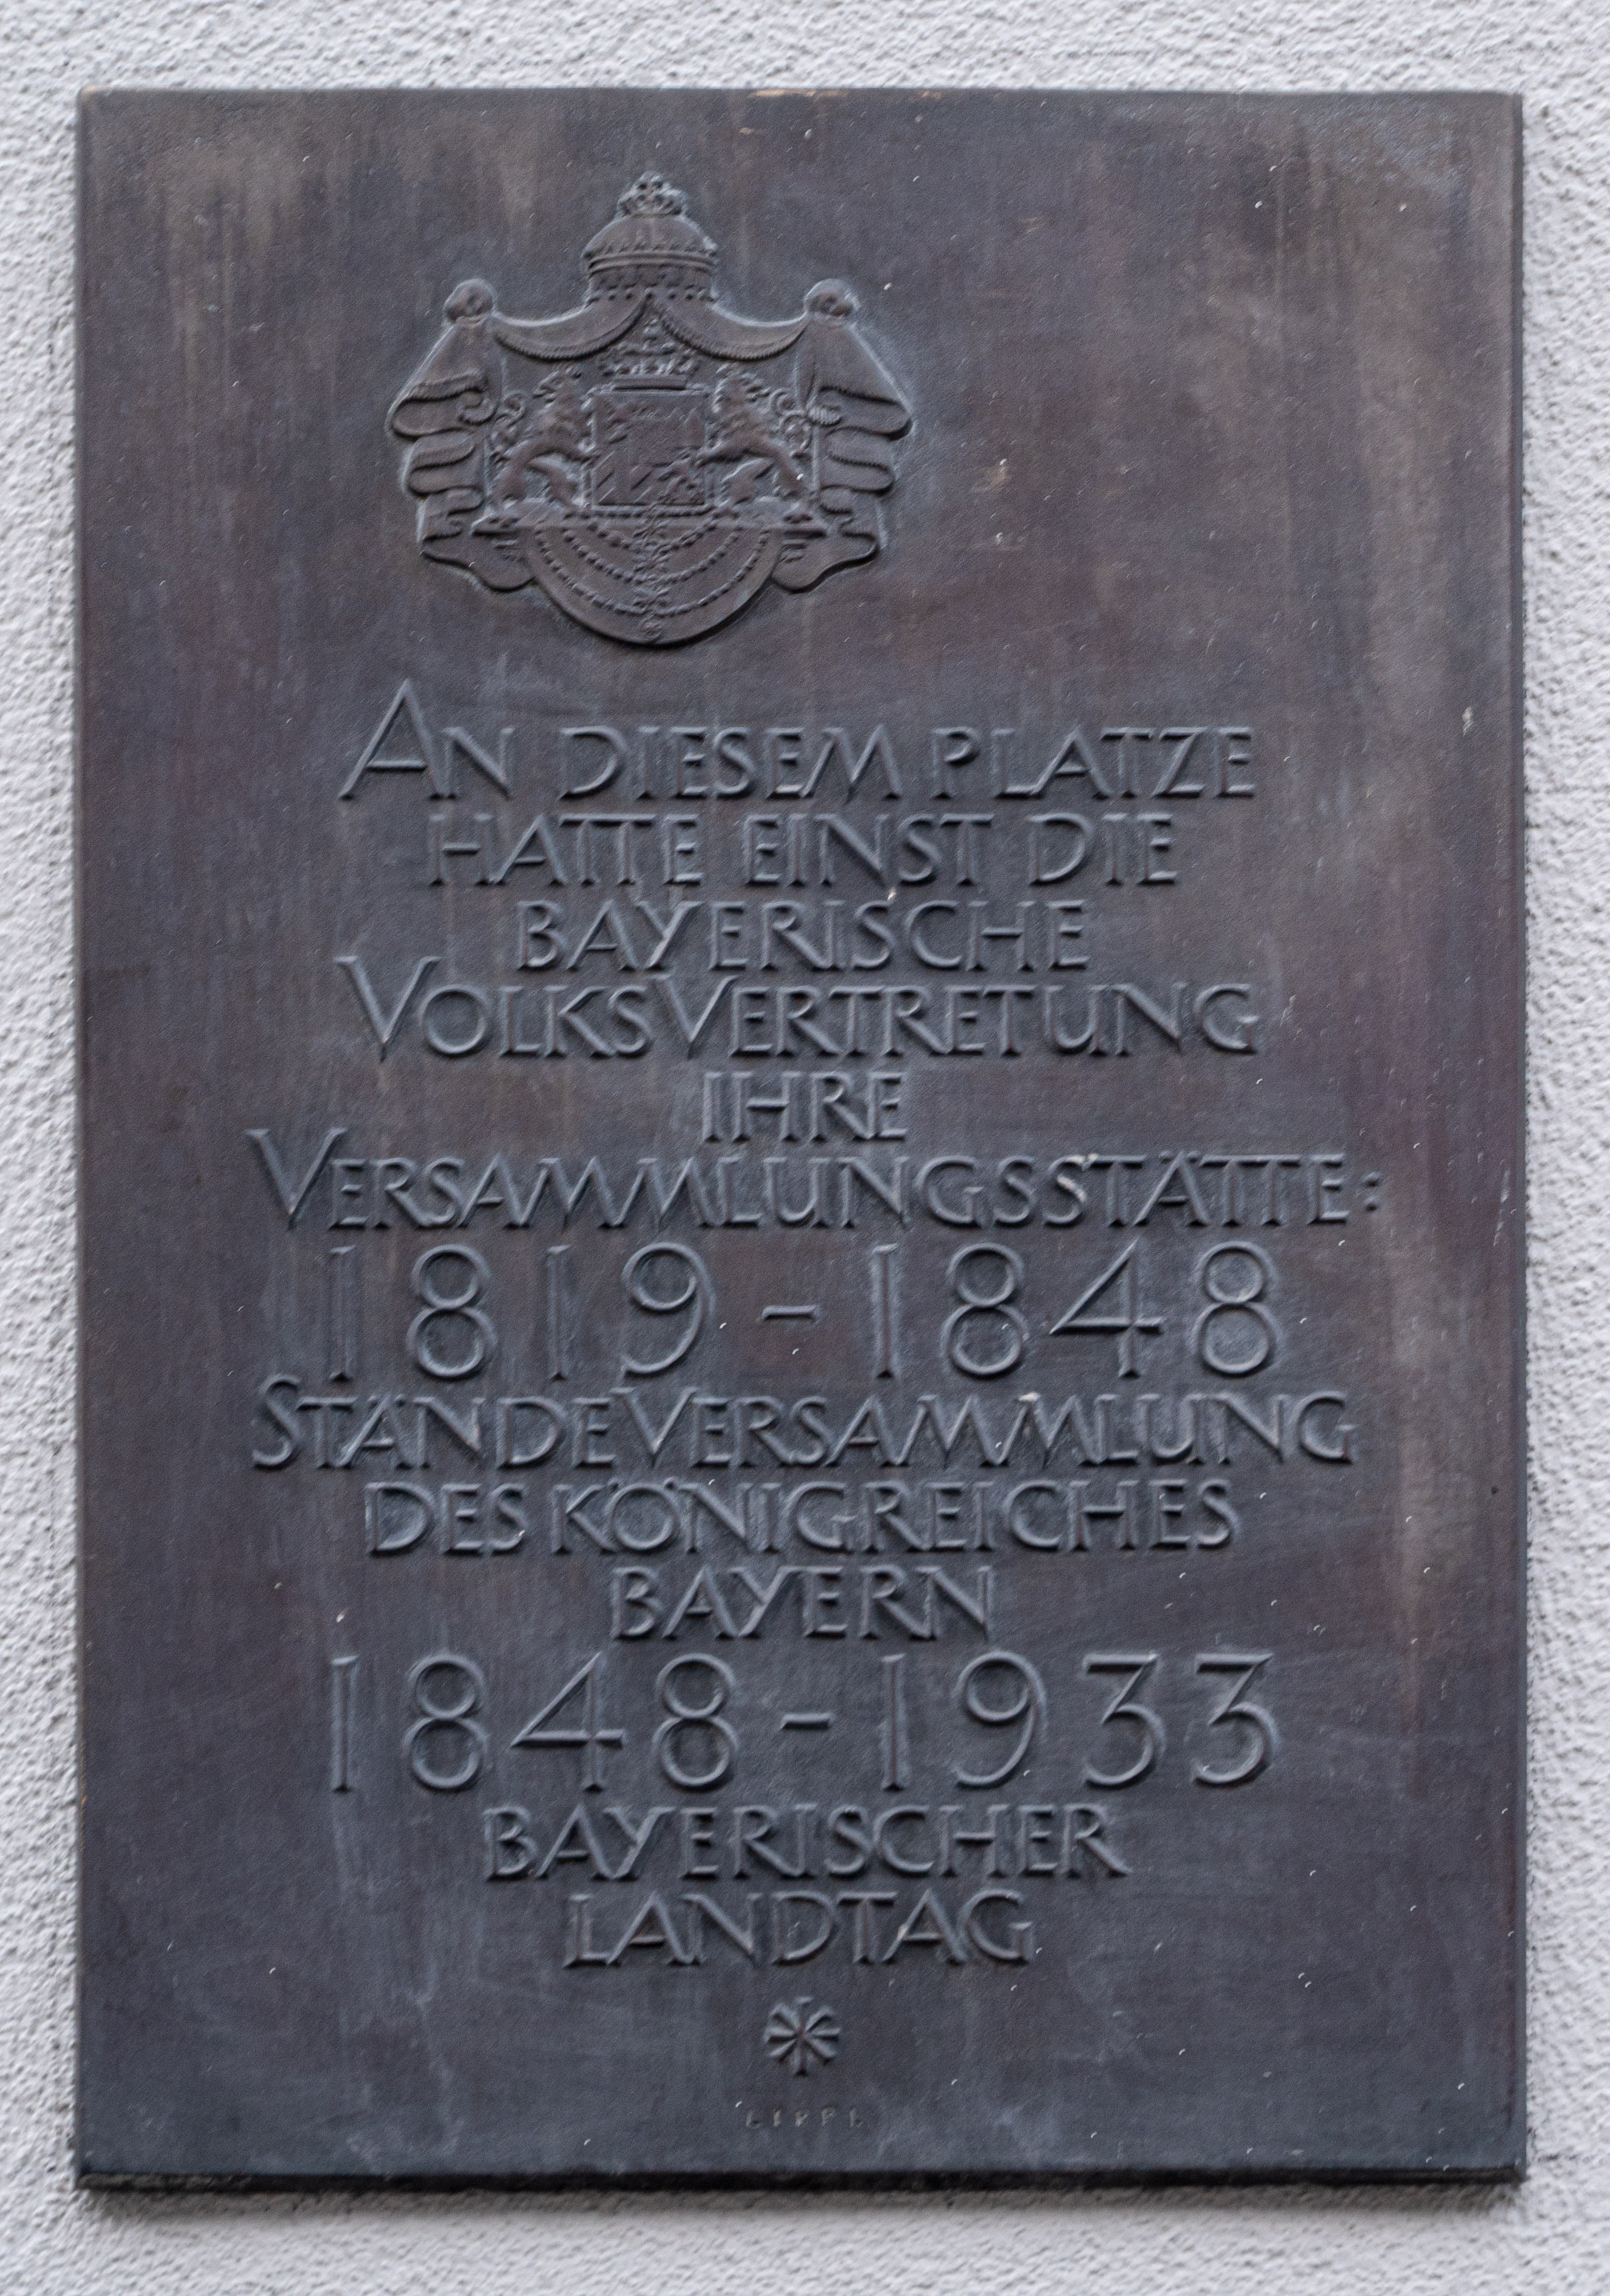 AN DIESEM PLATZE
HATTE EINST DIE
BAYERISCHE
VOLKSVERTRETUNG
IHRE
VERSAMMLUNGSSTÄTTE:
1819-1848
STÄNDEVERSAMMLUNG
DES KÖNIGREICHES
BAYERN
1848-1933
BAYERISCHER
LANDTAG